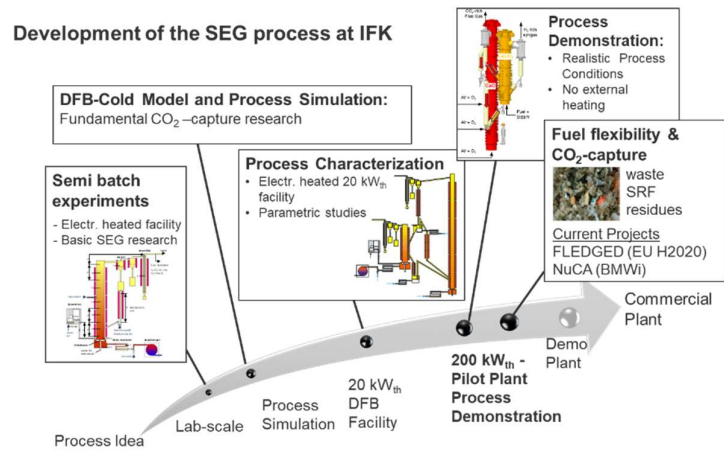 Development of the SEG process at IFK
Process
Demonstration:
• Realistic Process
Conditions
• No external
heating
DFB-Cold Model and Process Simulation:
Fundamental CO₂ –capture research
Fuel flexibility &
CO₂-capture
waste
SRF
residues
Current Projects
FLEDGED (EU H2020)
NuCA (BMWi)
Process Characterization
• Electr. heated 20 kWth
facility
• Parametric studies
Semi batch
experiments
- Electr. heated facility
- Basic SEG research
Commercial
Plant
Demo
Plant
200 kWth -
Pilot Plant
Process
Demonstration
20 kWth
DFB
Facility
Process
Simulation
Lab-scale
Process Idea